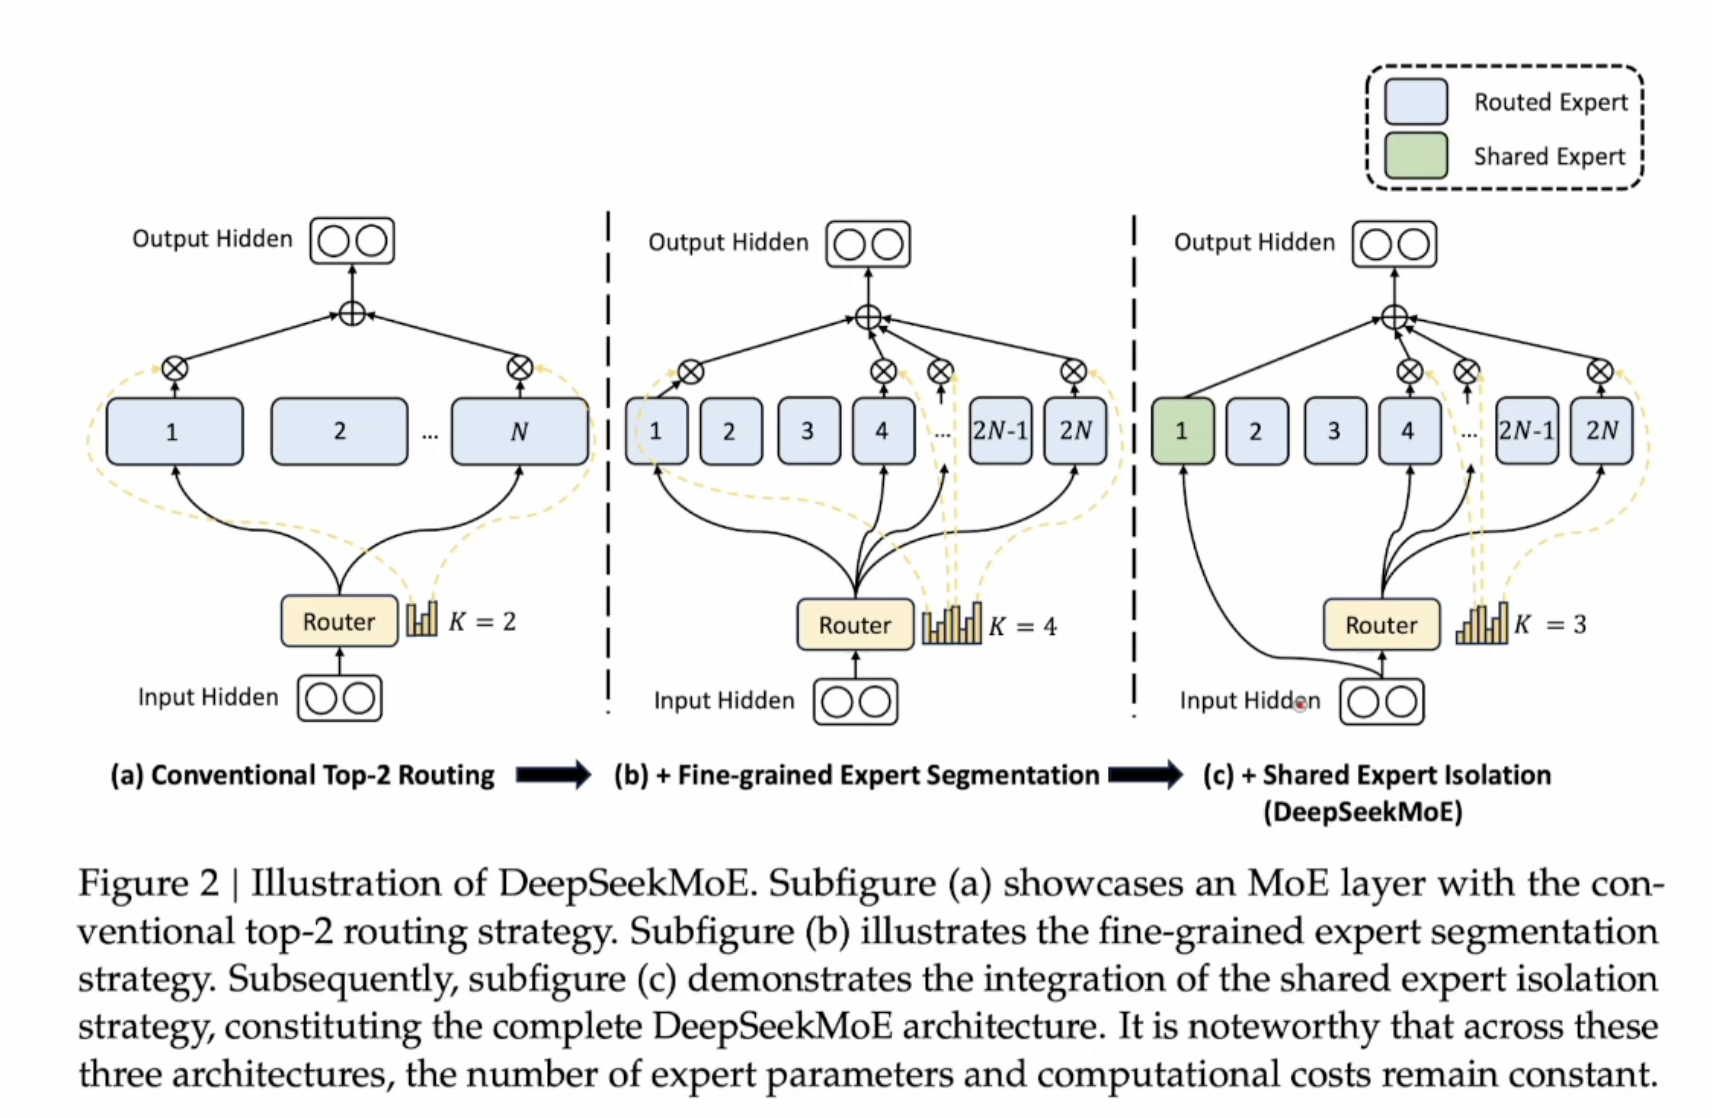 Routed Expert
Shared Expert
Output Hidden
1
2
...
N
Router
K = 2
Input Hidden
(a) Conventional Top-2 Routing
Output Hidden
1
2
3
4
...
2N-1
2N
Router
K = 4
Input Hidden
(b) + Fine-grained Expert Segmentation
Output Hidden
1
2
3
4
...
2N-1
2N
Router
K = 3
Input Hidden
(c) + Shared Expert Isolation
(DeepSeekMoE)
Figure 2 | Illustration of DeepSeekMoE. Subfigure (a) showcases an MoE layer with the con-
ventional top-2 routing strategy. Subfigure (b) illustrates the fine-grained expert segmentation
strategy. Subsequently, subfigure (c) demonstrates the integration of the shared expert isolation
strategy, constituting the complete DeepSeekMoE architecture. It is noteworthy that across these
three architectures, the number of expert parameters and computational costs remain constant.